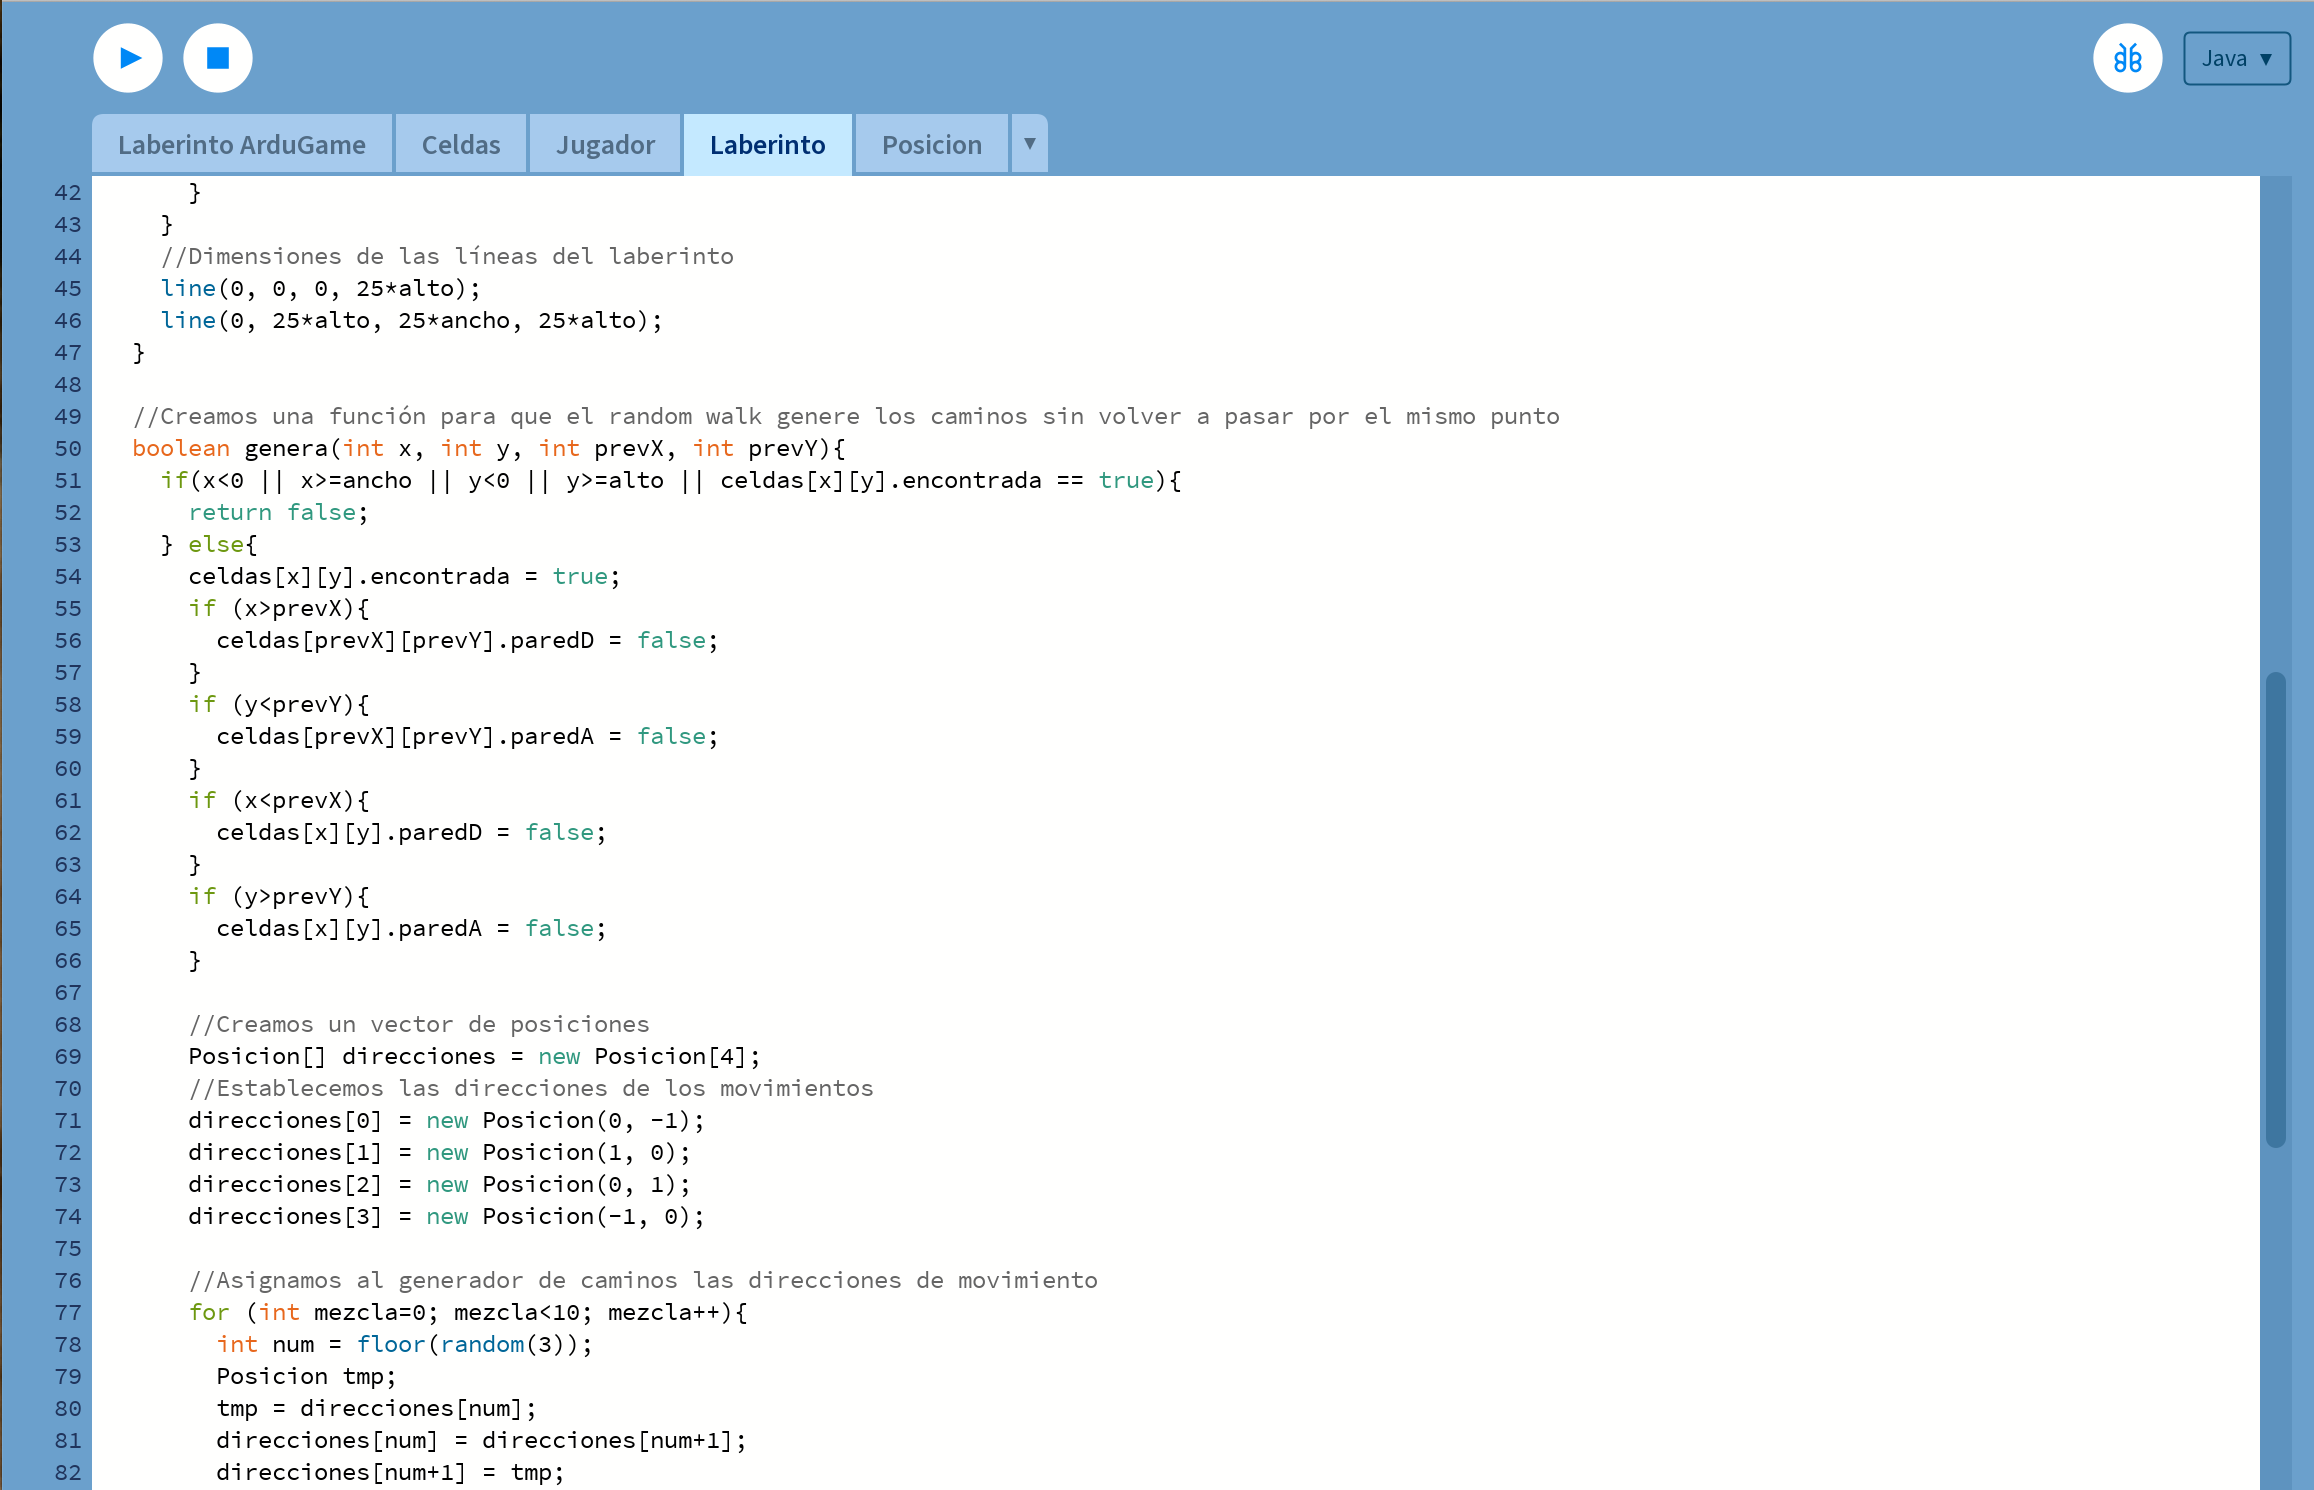 Java ▼
Laberinto ArduGame Celdas Jugador Laberinto Posicion ▼
42 }
43 }
44 //Dimensiones de las líneas del laberinto
45 line(0, 0, 0, 25*alto);
46 line(0, 25*alto, 25*ancho, 25*alto);
47 }
48
49 //Creamos una función para que el random walk genere los caminos sin volver a pasar por el mismo punto
50 boolean genera(int x, int y, int prevX, int prevY){
51 if(x<0 || x>=ancho || y<0 || y>=alto || celdas[x][y].encontrada == true){
52 return false;
53 } else{
54 celdas[x][y].encontrada = true;
55 if (x>prevX){
56 celdas[prevX][prevY].paredD = false;
57 }
58 if (y<prevY){
59 celdas[prevX][prevY].paredA = false;
60 }
61 if (x<prevX){
62 celdas[x][y].paredD = false;
63 }
64 if (y>prevY){
65 celdas[x][y].paredA = false;
66 }
67
68 //Creamos un vector de posiciones
69 Posicion[] direcciones = new Posicion[4];
70 //Establecemos las direcciones de los movimientos
71 direcciones[0] = new Posicion(0, -1);
72 direcciones[1] = new Posicion(1, 0);
73 direcciones[2] = new Posicion(0, 1);
74 direcciones[3] = new Posicion(-1, 0);
75
76 //Asignamos al generador de caminos las direcciones de movimiento
77 for (int mezcla=0; mezcla<10; mezcla++){
78 int num = floor(random(3));
79 Posicion tmp;
80 tmp = direcciones[num];
81 direcciones[num] = direcciones[num+1];
82 direcciones[num+1] = tmp;